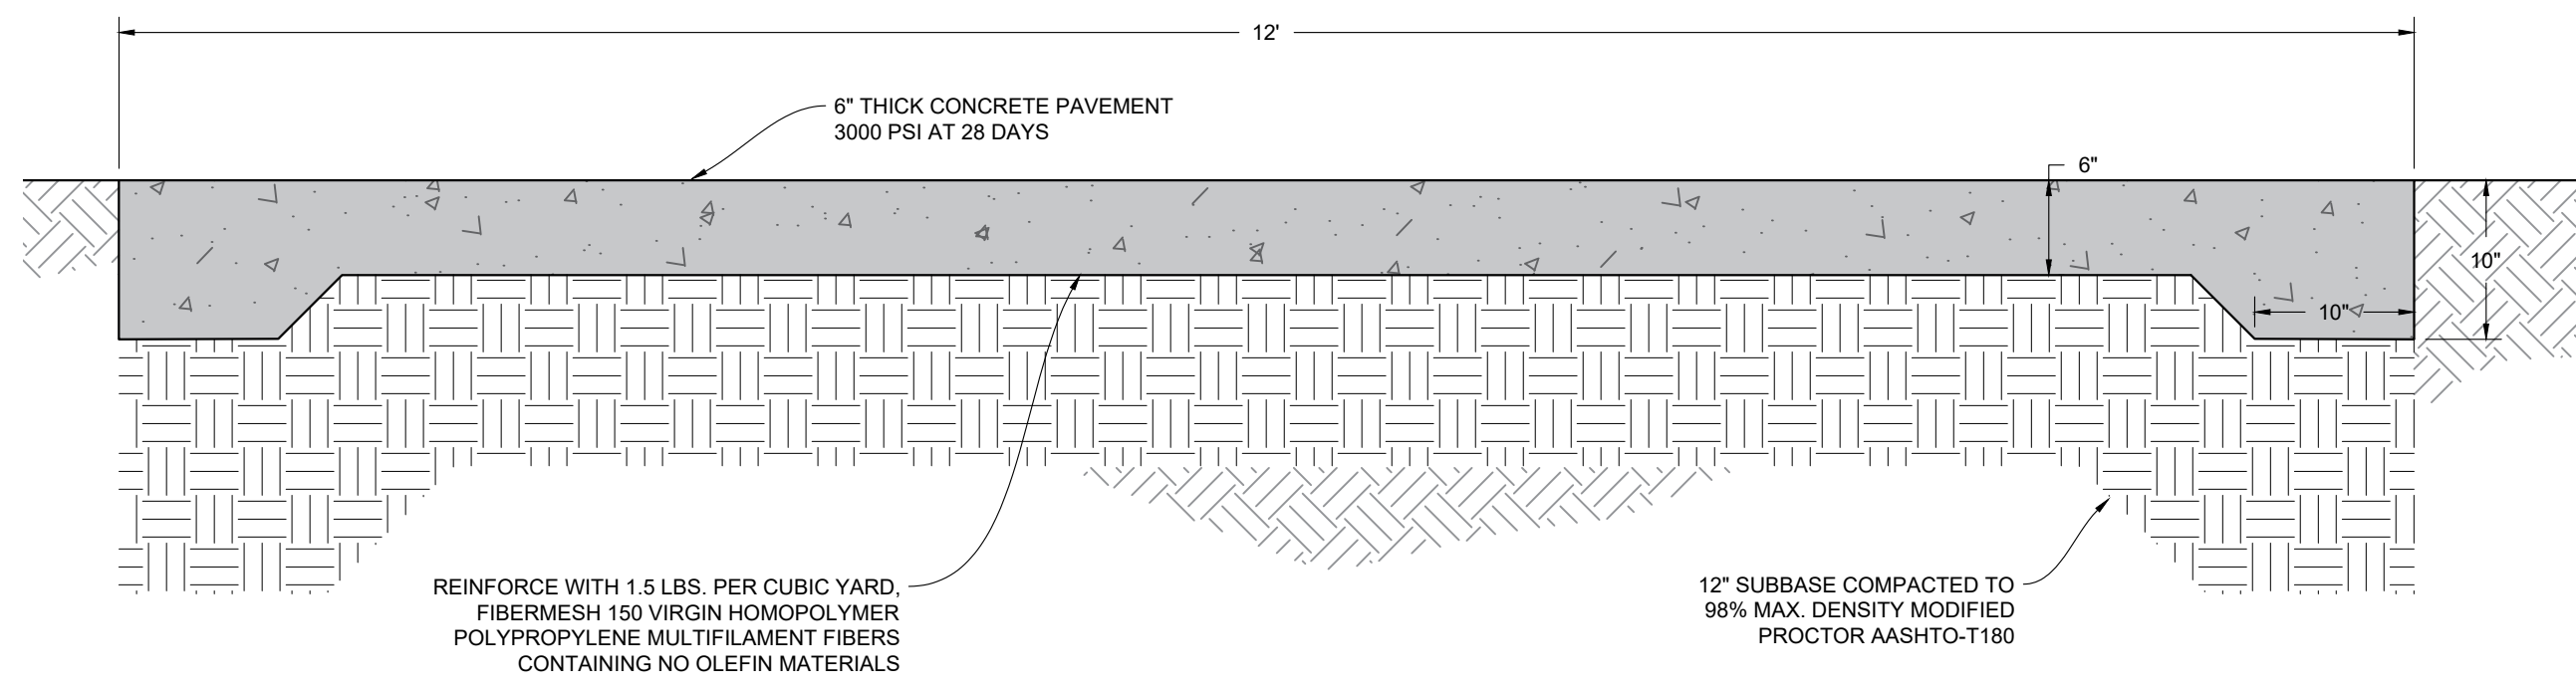 12'
6" THICK CONCRETE PAVEMENT
3000 PSI AT 28 DAYS
6"
10"
10"
REINFORCE WITH 1.5 LBS. PER CUBIC YARD,
FIBERMESH 150 VIRGIN HOMOPOLYMER
POLYPROPYLENE MULTIFILAMENT FIBERS
CONTAINING NO OLEFIN MATERIALS
12" SUBBASE COMPACTED TO
98% MAX. DENSITY MODIFIED
PROCTOR AASHTO-T180